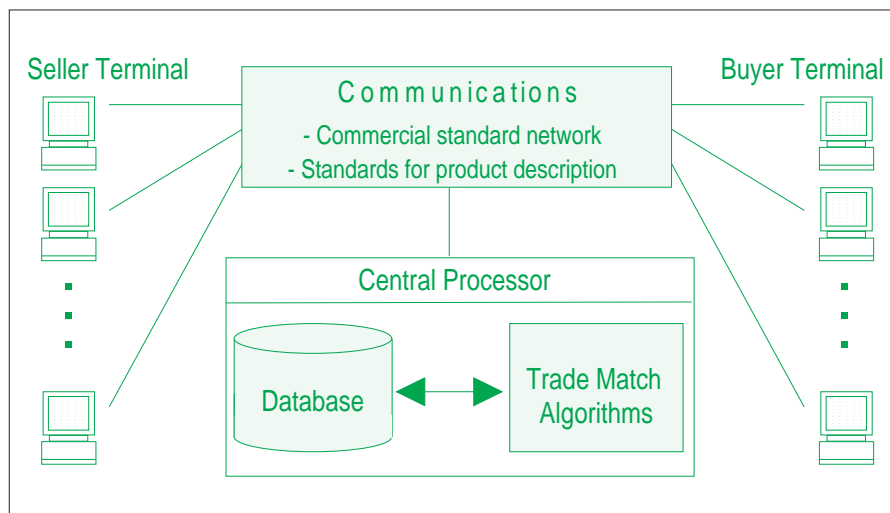 Seller Terminal
Buyer Terminal
Communications
- Commercial standard network
- Standards for product description
Central Processor
Database
Trade Match
Algorithms